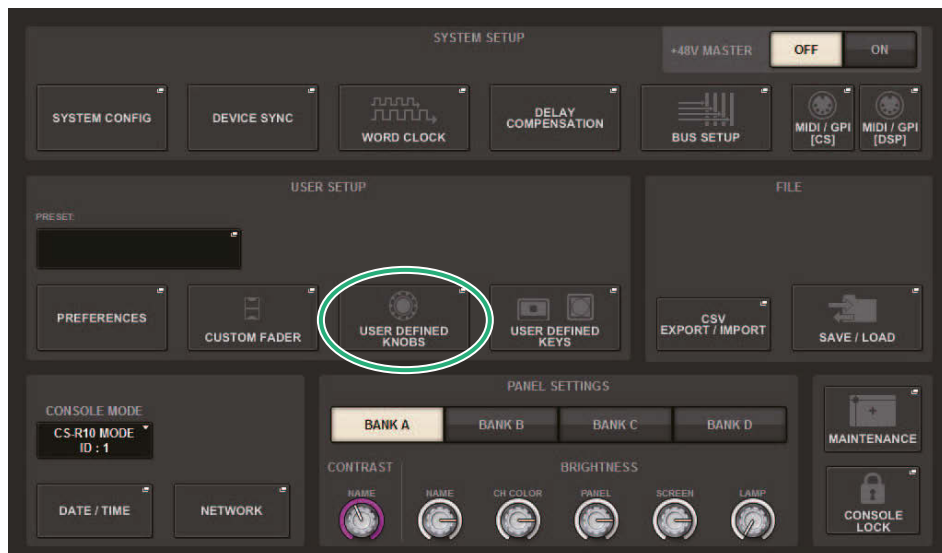 SYSTEM SETUP
+48V MASTER
OFF
ON
SYSTEM CONFIG
DEVICE SYNC
WORD CLOCK
DELAY
COMPENSATION
BUS SETUP
MIDI / GPI
[CS]
MIDI / GPI
[DSP]
USER SETUP
FILE
PRESET:
PREFERENCES
CUSTOM FADER
USER DEFINED
KNOBS
USER DEFINED
KEYS
CSV
EXPORT / IMPORT
SAVE / LOAD
CONSOLE MODE
CS-R10 MODE
ID : 1
DATE / TIME
NETWORK
PANEL SETTINGS
BANK A
BANK B
BANK C
BANK D
CONTRAST
BRIGHTNESS
NAME
NAME
CH COLOR
PANEL
SCREEN
LAMP
MAINTENANCE
CONSOLE
LOCK